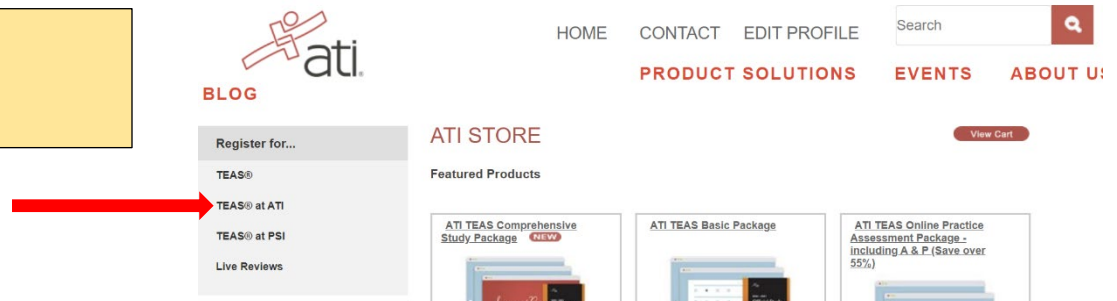 ati.
HOME CONTACT EDIT PROFILE
Search
PRODUCT SOLUTIONS EVENTS ABOUT
BLOG
Register for...
TEAS®
TEAS® at ATI
TEAS® at PSI
Live Reviews
ATI STORE
View Cart
Featured Products
ATI TEAS Comprehensive
Study Package NEW
ATI TEAS Basic Package
ATI TEAS Online Practice
Assessment Package -
including A & P (Save over
55%)